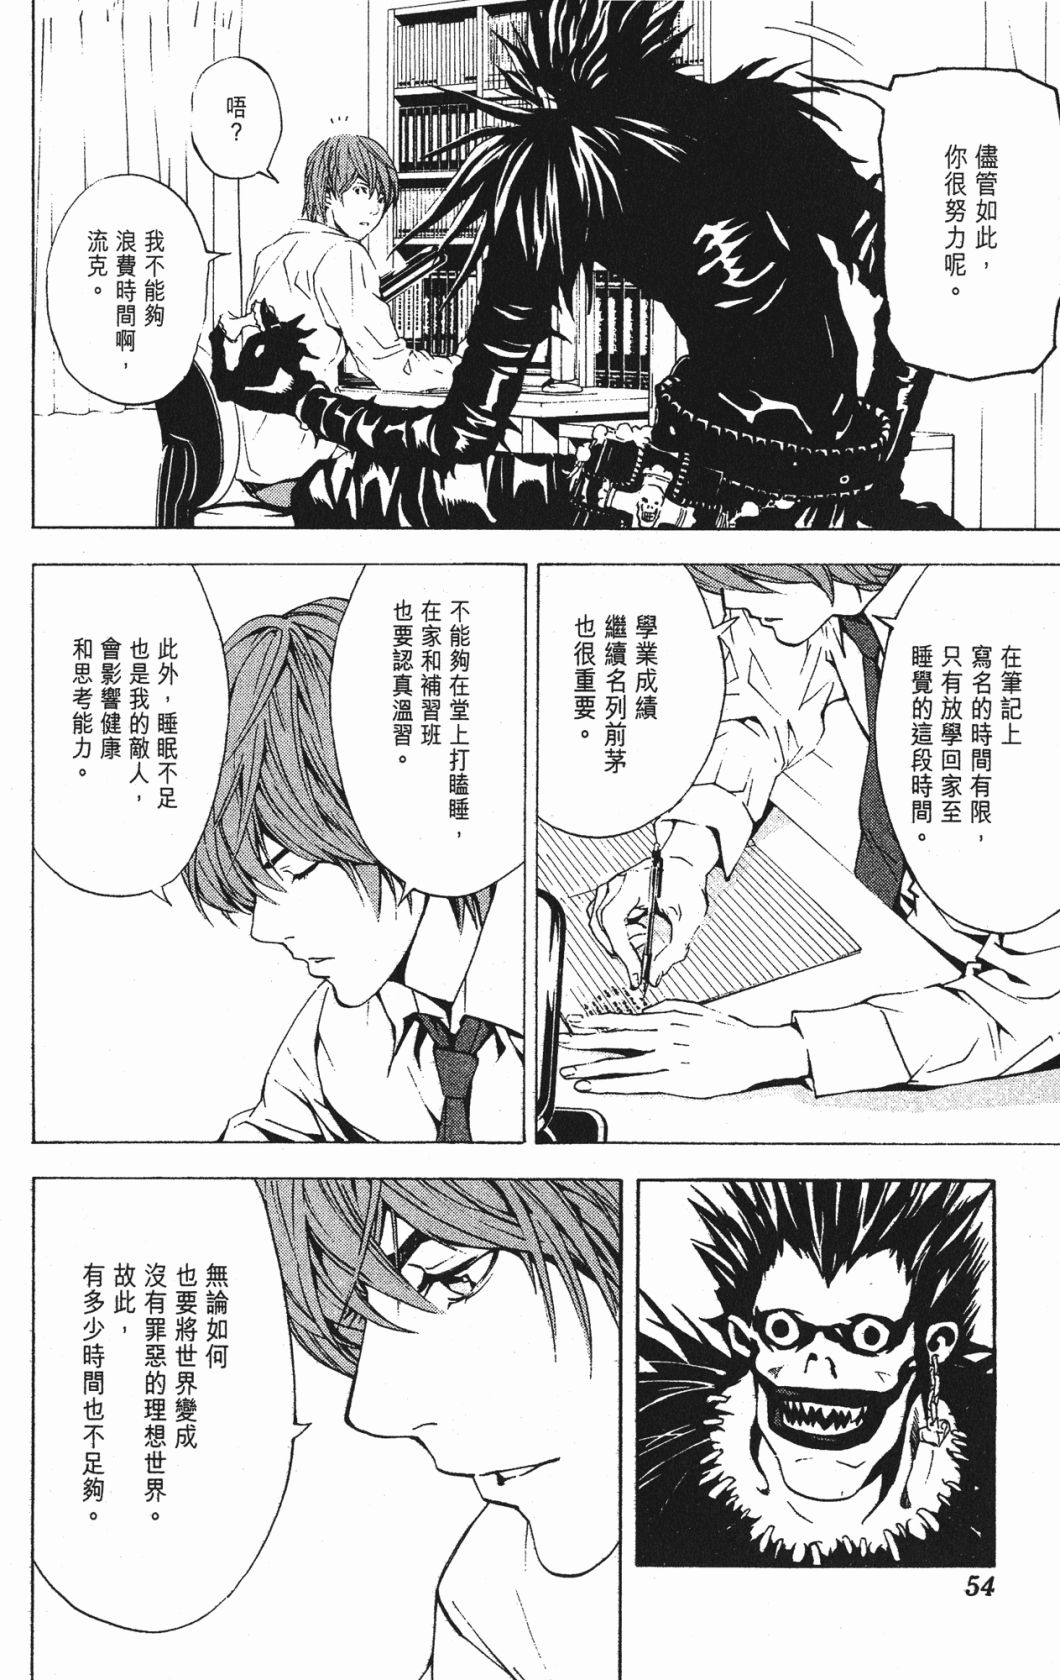 儘管如此，
你很努力呢。
唔？
我不能夠
浪費時間啊，
流克。
在筆記上
寫名的時間有限，
只有放學回家至
睡覺的這段時間。
學業成績
繼續名列前茅
也很重要。
不能夠在堂上打瞌睡，
在家和補習班
也要認真溫習。
此外，睡眠不足
也是我的敵人，
會影響健康
和思考能力。
無論如何
也要將世界變成
沒有罪惡的理想世界。
故此，
有多少時間也不足夠。
54